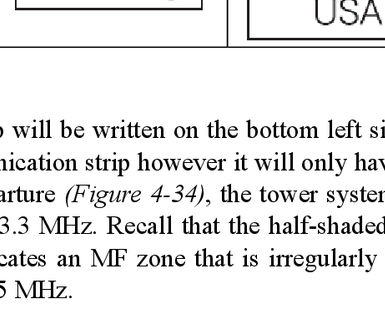 USA
p will be written on the bottom left si
nication strip however it will only hav
arture (Figure 4-34), the tower system
3.3 MHz. Recall that the half-shaded
cates an MF zone that is irregularly
5 MHz.